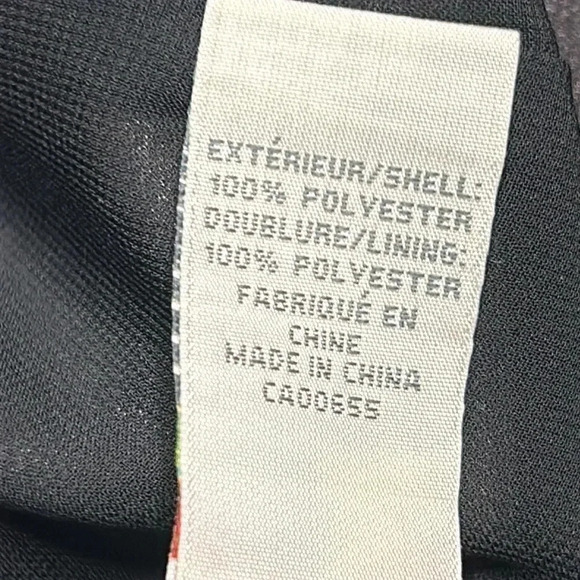 EXTÉRIEUR/SHELL:
100% POLYESTER
DOUBLURE/LINING:
100% POLYESTER
FABRIQUÉ EN
CHINE
MADE IN CHINA
CA00655